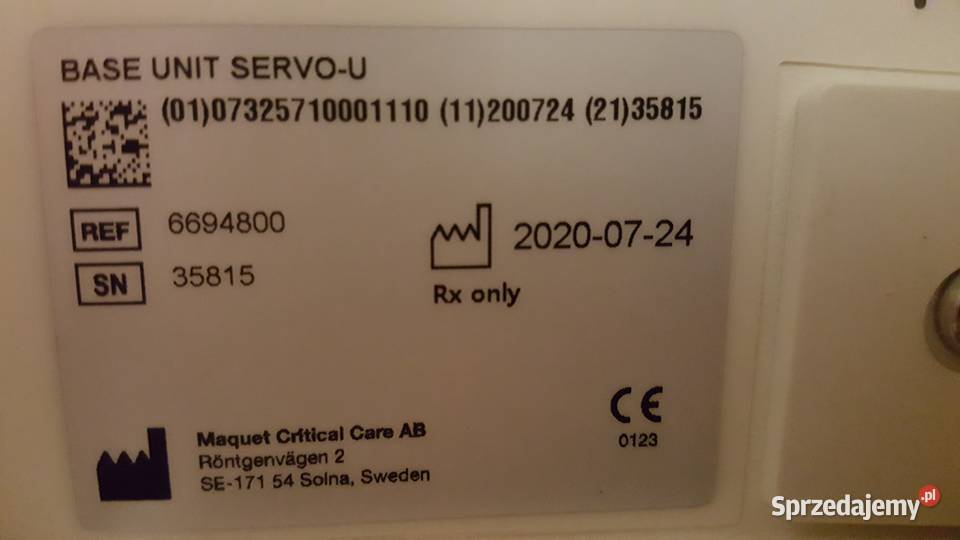 BASE UNIT SERVO-U
(01)07325710001110 (11)200724 (21)35815
REF 6694800
2020-07-24
SN 35815
Rx only
CE
0123
Maquet Critical Care AB
Röntgenvägen 2
SE-171 54 Solna, Sweden
Sprzedajemy.pl